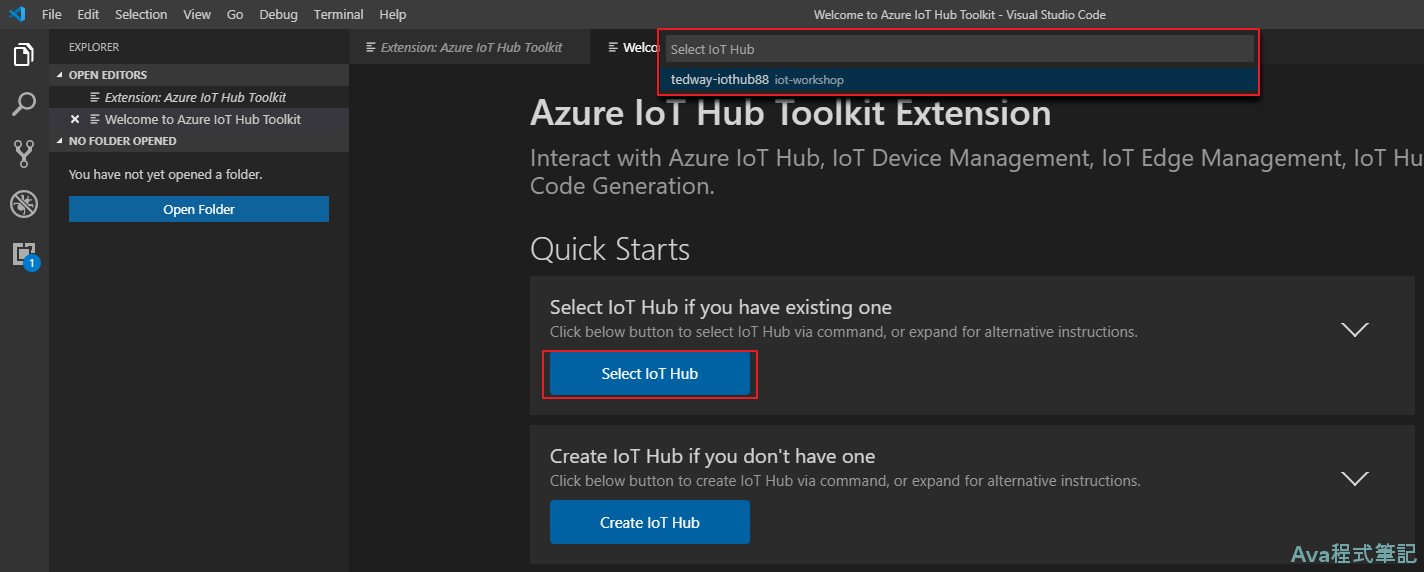 File Edit Selection View Go Debug Terminal Help
Welcome to Azure IoT Hub Toolkit - Visual Studio Code
EXPLORER
OPEN EDITORS
Extension: Azure IoT Hub Toolkit
Welcome to Azure IoT Hub Toolkit
NO FOLDER OPENED
You have not yet opened a folder.
Open Folder
1
Extension: Azure IoT Hub Toolkit
Welco
Select IoT Hub
tedway-iothub88 iot-workshop
Azure IoT Hub Toolkit Extension
Interact with Azure IoT Hub, IoT Device Management, IoT Edge Management, IoT Hu
Code Generation.
Quick Starts
Select IoT Hub if you have existing one
Click below button to select IoT Hub via command, or expand for alternative instructions.
Select IoT Hub
Create IoT Hub if you don't have one
Click below button to create IoT Hub via command, or expand for alternative instructions.
Create IoT Hub
Ava程式筆記